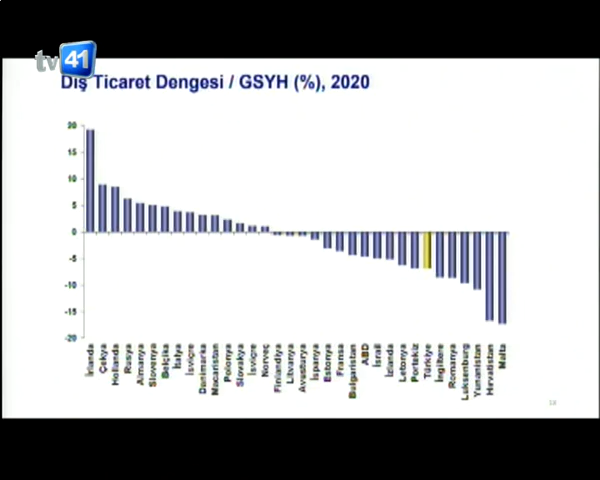 tv41
Dış Ticaret Dengesi / GSYH (%), 2020
20
15
10
5
0
-5
-10
-15
-20
İrlanda
Çekya
Hollanda
Rusya
Almanya
Slovenya
Belçika
İtalya
İsviçre
Danimarka
Macaristan
Polonya
Slovakya
İsviçre
Norveç
Finlandiya
Litvanya
Avusturya
İspanya
Estonya
Fransa
Bulgaristan
ABD
İsrail
İzlanda
Letonya
Portekiz
Türkiye
İngiltere
Romanya
Luksenburg
Yunanistan
Hırvatistan
Malta